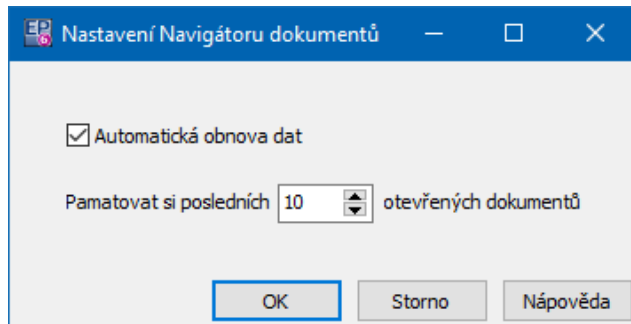 Nastavení Navigátoru dokumentů
Automatická obnova dat
Pamatovat si posledních 10 otevřených dokumentů
OK Storno Nápověda